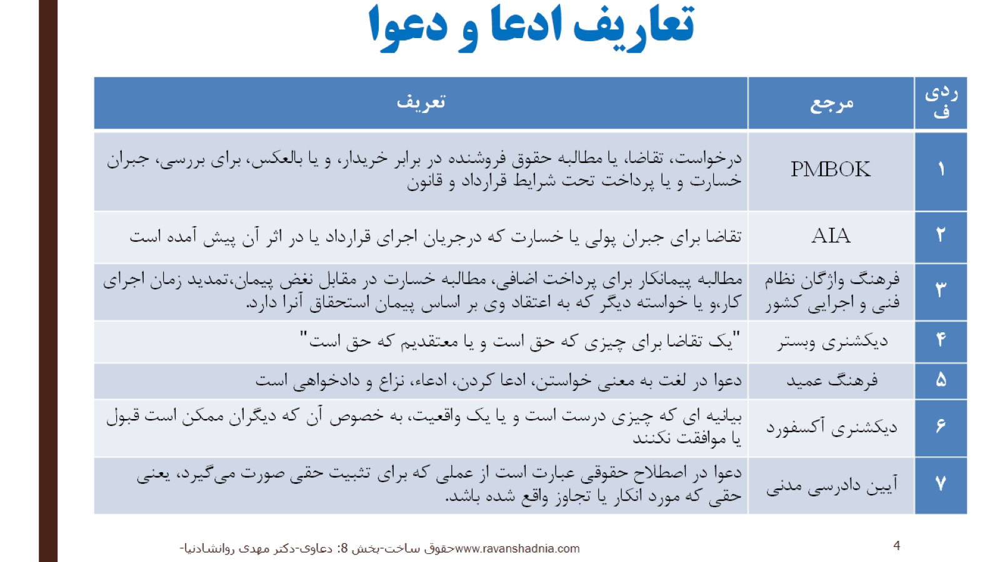 تعاریف ادعا و دعوا
ردی
ف
مرجع
تعریف
۱
PMBOK
درخواست، تقاضا، یا مطالبه حقوق فروشنده در برابر خریدار، و یا بالعکس، برای بررسی، جبران
خسارت و یا پرداخت تحت شرایط قرارداد و قانون
۲
AIA
تقاضا برای جبران پولی یا خسارت که درجریان اجرای قرارداد یا در اثر آن پیش آمده است
۳
فرهنگ واژگان نظام
فنی و اجرایی کشور
مطالبه پیمانکار برای پرداخت اضافی، مطالبه خسارت در مقابل نغض پیمان،تمدید زمان اجرای
کار،و یا خواسته دیگر که به اعتقاد وی بر اساس پیمان استحقاق آنرا دارد.
۴
دیکشنری وبستر
"یک تقاضا برای چیزی که حق است و یا معتقدیم که حق است"
۵
فرهنگ عمید
دعوا در لغت به معنی خواستن، ادعا کردن، ادعاء، نزاع و دادخواهی است
۶
دیکشنری آکسفورد
بیانیه ای که چیزی درست است و یا یک واقعیت، به خصوص آن که دیگران ممکن است قبول
یا موافقت نکنند
۷
آیین دادرسی مدنی
دعوا در اصطلاح حقوقی عبارت است از عملی که برای تثبیت حقی صورت می‌گیرد، یعنی
حقی که مورد انکار یا تجاوز واقع شده باشد.
www.ravanshadnia.comحقوق ساخت-بخش 8: دعاوی-دکتر مهدی روانشادنیا-
4